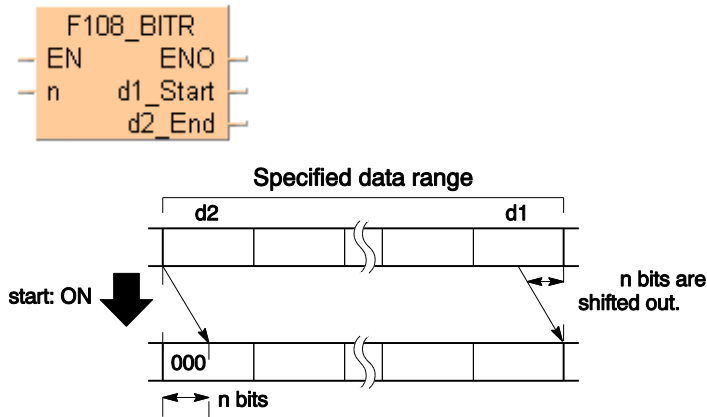 F108_BITR
EN ENO
n d1_Start
d2_End
Specified data range
d2 d1
start: ON
n bits are
shifted out.
000
n bits